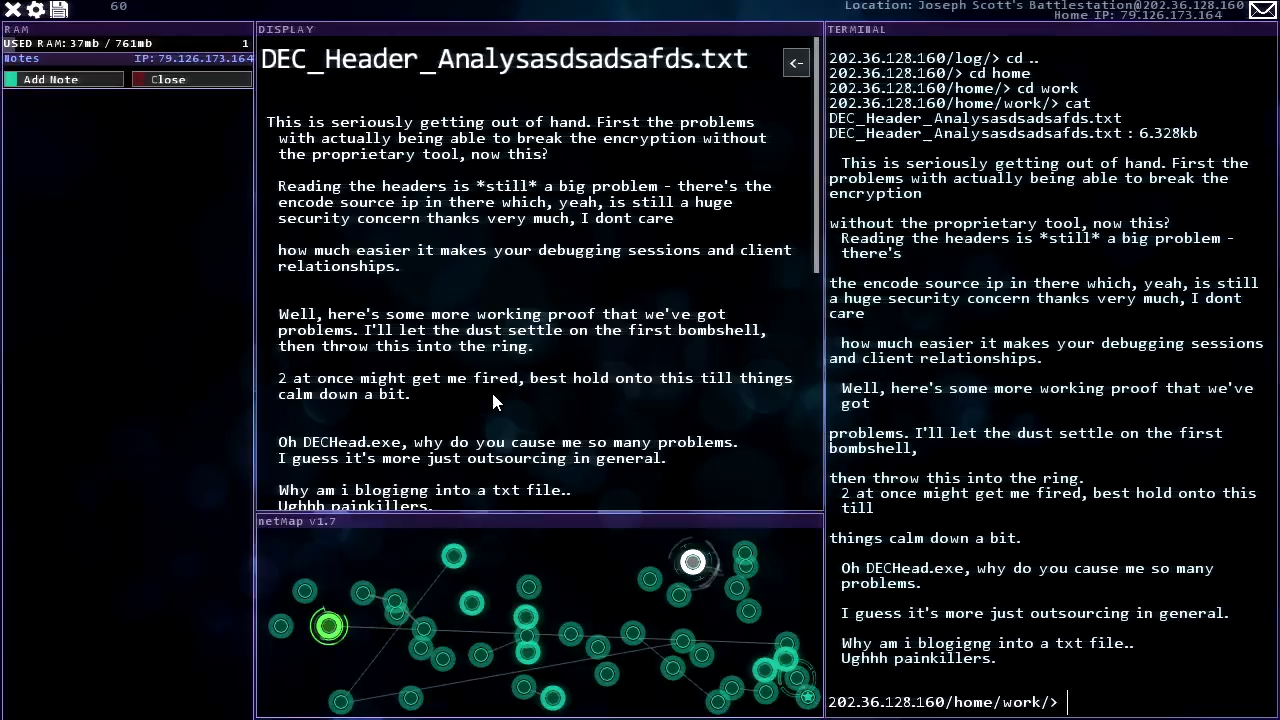 60
Location: Joseph Scott's Battlestation@202.36.128.160
Home IP: 79.126.173.164
RAM
USED RAM: 37mb / 761mb 1
Notes IP: 79.126.173.164
Add Note
Close
DISPLAY
DEC_Header_Analysasdsadsafds.txt
<-
This is seriously getting out of hand. First the problems
with actually being able to break the encryption without
the proprietary tool, now this?
Reading the headers is *still* a big problem - there's the
encode source ip in there which, yeah, is still a huge
security concern thanks very much, I dont care
how much easier it makes your debugging sessions and client
relationships.
Well, here's some more working proof that we've got
problems. I'll let the dust settle on the first bombshell,
then throw this into the ring.
2 at once might get me fired, best hold onto this till things
calm down a bit.
Oh DECHead.exe, why do you cause me so many problems.
I guess it's more just outsourcing in general.
Why am i blogigng into a txt file..
Ughhh painkillers.
netMap v1.7
TERMINAL
202.36.128.160/log/> cd ..
202.36.128.160/> cd home
202.36.128.160/home/> cd work
202.36.128.160/home/work/> cat
DEC_Header_Analysasdsadsafds.txt
DEC_Header_Analysasdsadsafds.txt : 6.328kb
This is seriously getting out of hand. First the
problems with actually being able to break the
encryption
without the proprietary tool, now this?
Reading the headers is *still* a big problem -
there's
the encode source ip in there which, yeah, is still
a huge security concern thanks very much, I dont
care
how much easier it makes your debugging sessions
and client relationships.
Well, here's some more working proof that we've
got
problems. I'll let the dust settle on the first
bombshell,
then throw this into the ring.
2 at once might get me fired, best hold onto this
till
things calm down a bit.
Oh DECHead.exe, why do you cause me so many
problems.
I guess it's more just outsourcing in general.
Why am i blogigng into a txt file..
Ughhh painkillers.
202.36.128.160/home/work/>